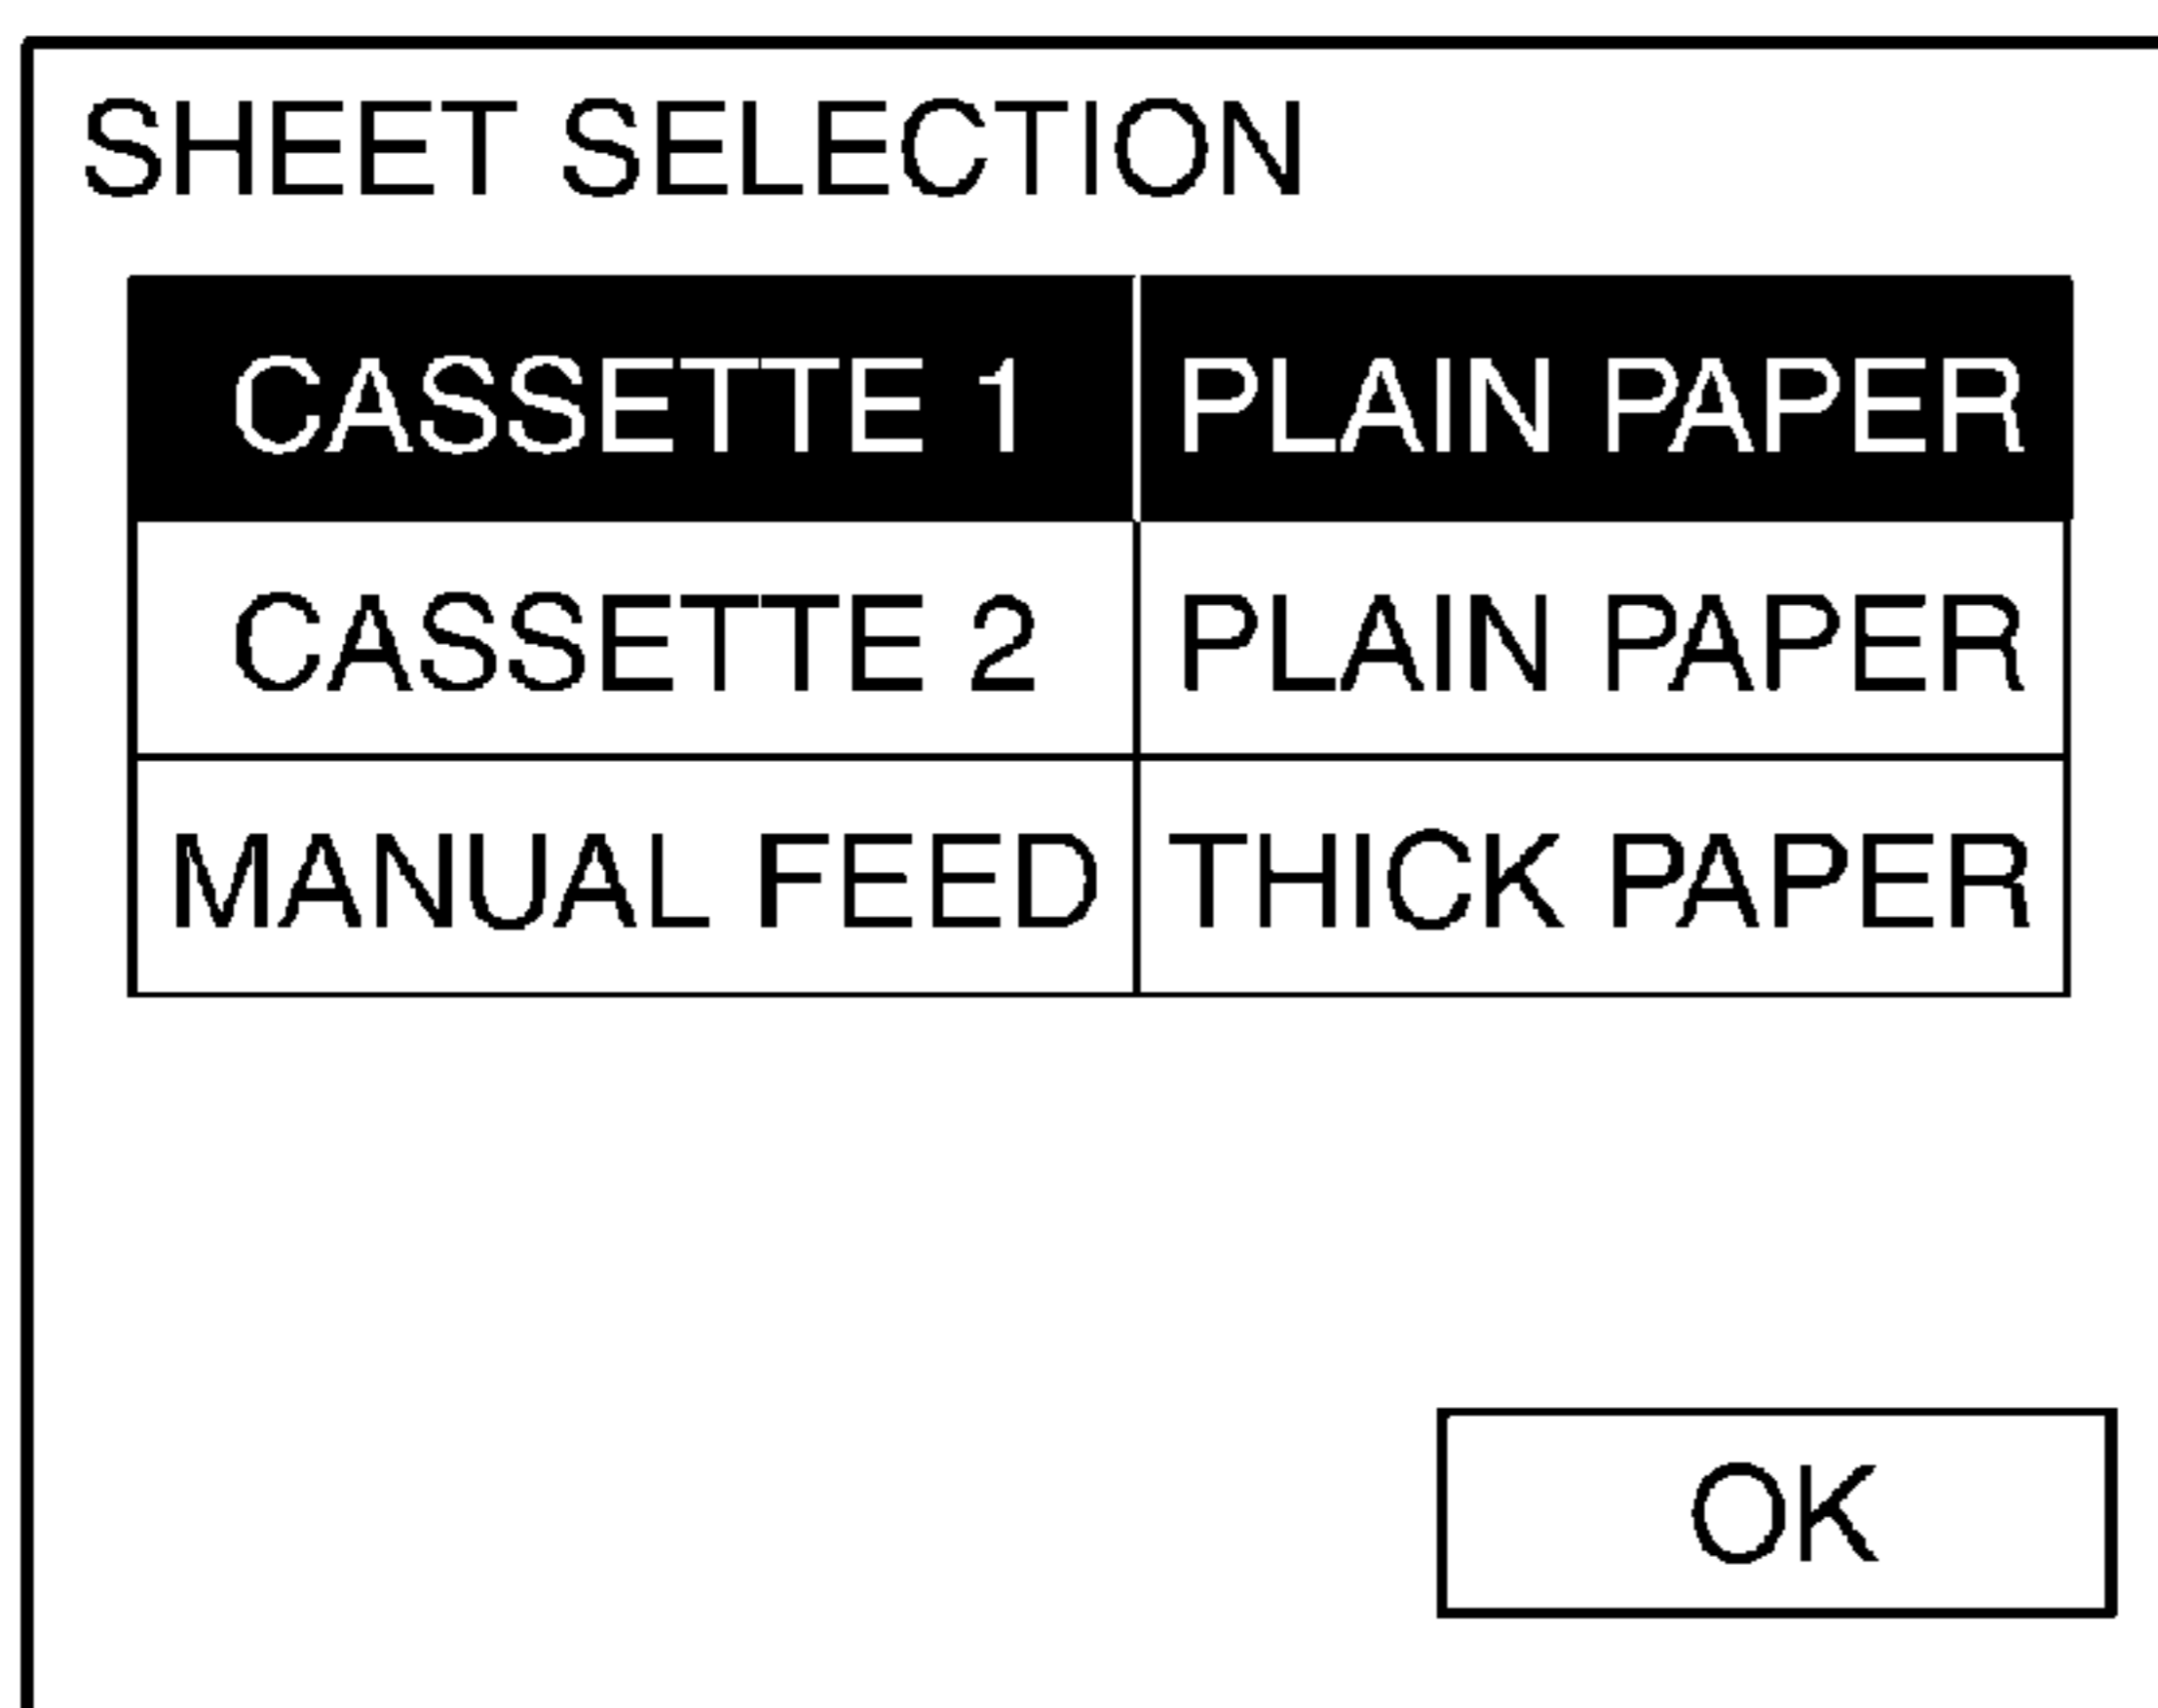 SHEET SELECTION
CASSETTE 1 PLAIN PAPER
CASSETTE 2 PLAIN PAPER
MANUAL FEED THICK PAPER
OK